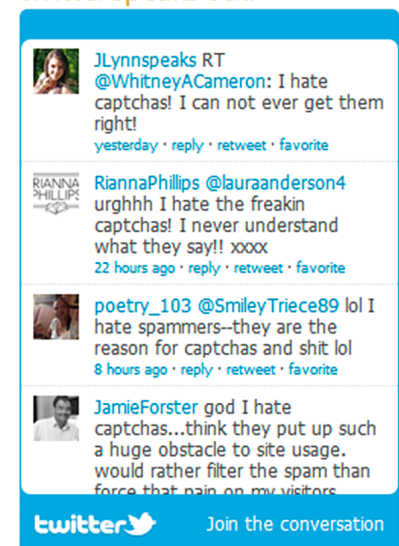 JLynnspeaks RT
@WhitneyACameron: I hate
captchas! I can not ever get them
right!
yesterday · reply · retweet · favorite
RIANNA
PHILLIPS
RiannaPhillips @lauraanderson4
urghhh I hate the freakin
captchas! I never understand
what they say!! xxxx
22 hours ago · reply · retweet · favorite
poetry_103 @SmileyTriece89 lol I
hate spammers--they are the
reason for captchas and shit lol
8 hours ago · reply · retweet · favorite
JamieForster god I hate
captchas...think they put up such
a huge obstacle to site usage.
would rather filter the spam than
force that pain on my visitors
twitter
Join the conversation